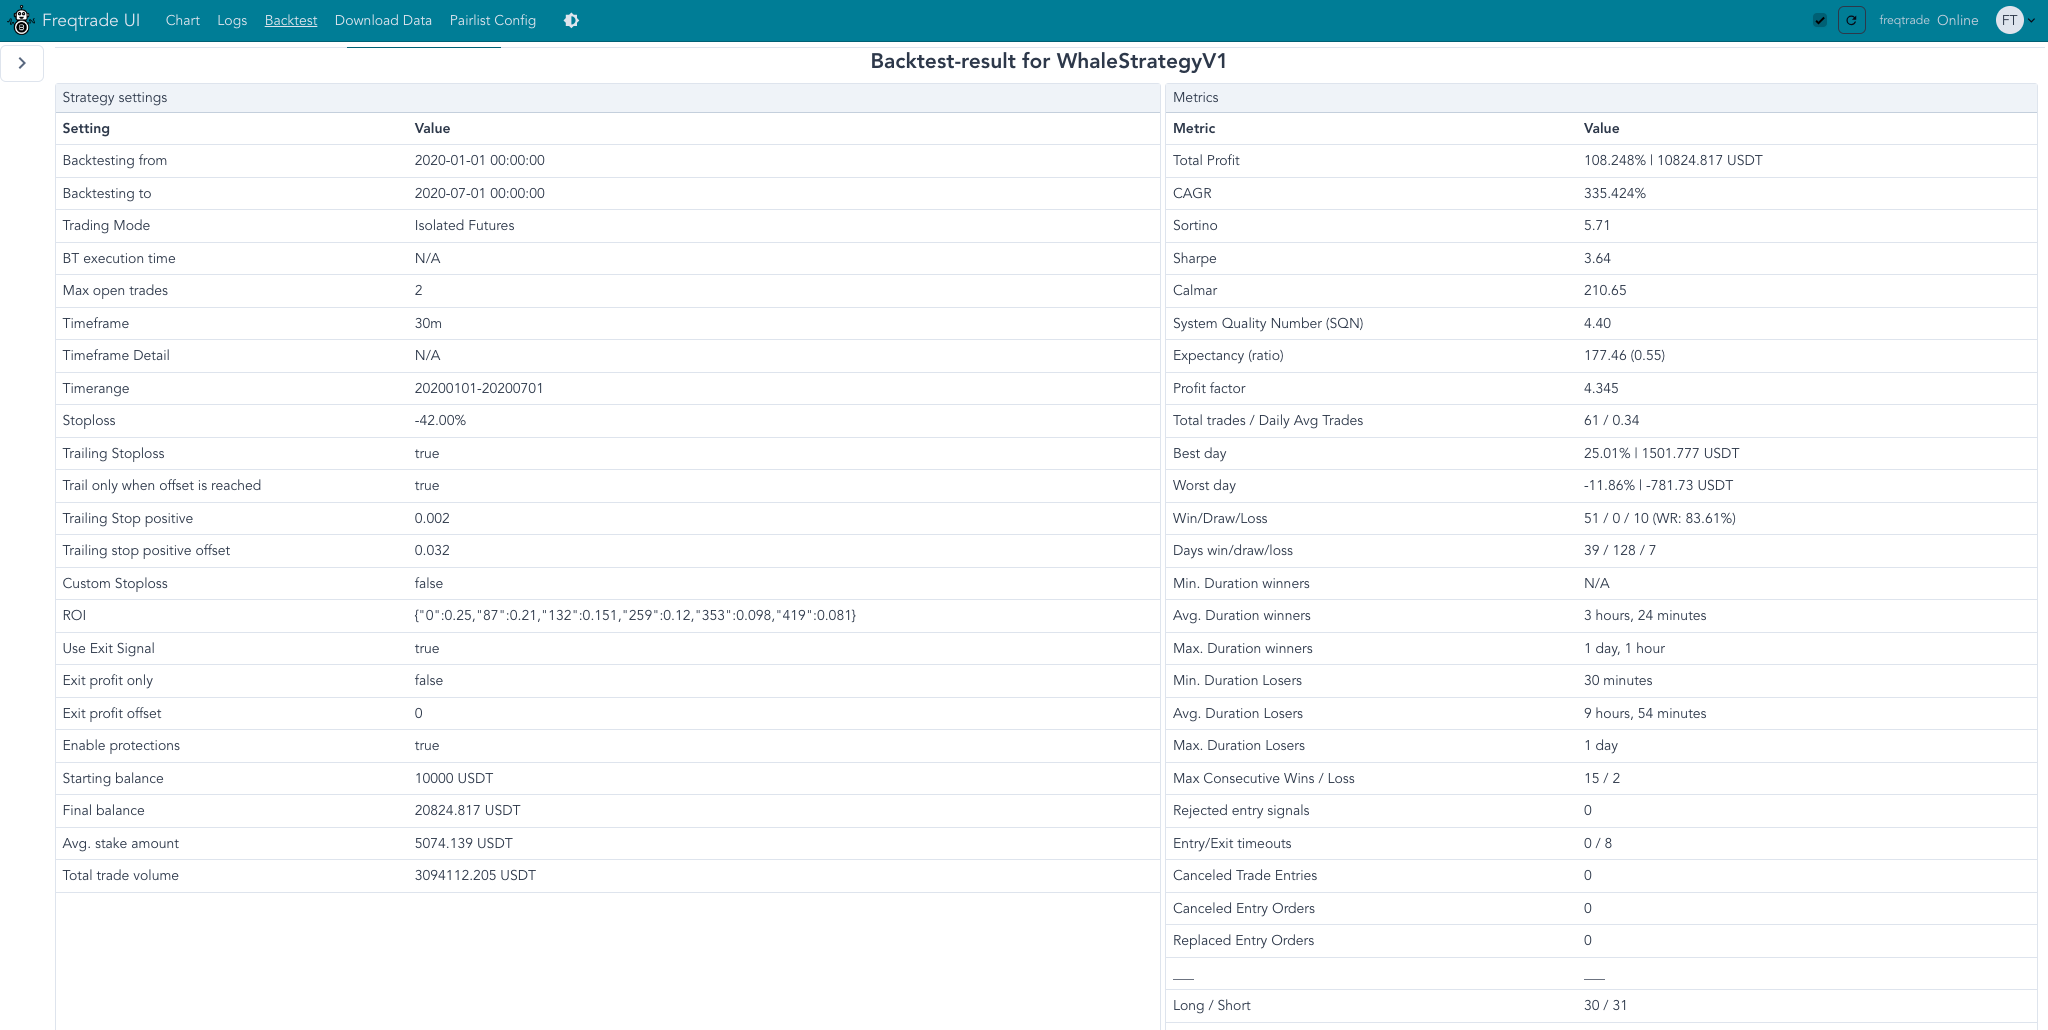 Freqtrade UI Chart Logs Backtest Download Data Pairlist Config freqtrade Online FT
Backtest-result for WhaleStrategyV1
Strategy settings
Setting Value
Backtesting from 2020-01-01 00:00:00
Backtesting to 2020-07-01 00:00:00
Trading Mode Isolated Futures
BT execution time N/A
Max open trades 2
Timeframe 30m
Timeframe Detail N/A
Timerange 20200101-20200701
Stoploss -42.00%
Trailing Stoploss true
Trail only when offset is reached true
Trailing Stop positive 0.002
Trailing stop positive offset 0.032
Custom Stoploss false
ROI {"0":0.25,"87":0.21,"132":0.151,"259":0.12,"353":0.098,"419":0.081}
Use Exit Signal true
Exit profit only false
Exit profit offset 0
Enable protections true
Starting balance 10000 USDT
Final balance 20824.817 USDT
Avg. stake amount 5074.139 USDT
Total trade volume 3094112.205 USDT
Metrics
Metric Value
Total Profit 108.248% | 10824.817 USDT
CAGR 335.424%
Sortino 5.71
Sharpe 3.64
Calmar 210.65
System Quality Number (SQN) 4.40
Expectancy (ratio) 177.46 (0.55)
Profit factor 4.345
Total trades / Daily Avg Trades 61 / 0.34
Best day 25.01% | 1501.777 USDT
Worst day -11.86% | -781.73 USDT
Win/Draw/Loss 51 / 0 / 10 (WR: 83.61%)
Days win/draw/loss 39 / 128 / 7
Min. Duration winners N/A
Avg. Duration winners 3 hours, 24 minutes
Max. Duration winners 1 day, 1 hour
Min. Duration Losers 30 minutes
Avg. Duration Losers 9 hours, 54 minutes
Max. Duration Losers 1 day
Max Consecutive Wins / Loss 15 / 2
Rejected entry signals 0
Entry/Exit timeouts 0 / 8
Canceled Trade Entries 0
Canceled Entry Orders 0
Replaced Entry Orders 0
___ ___
Long / Short 30 / 31